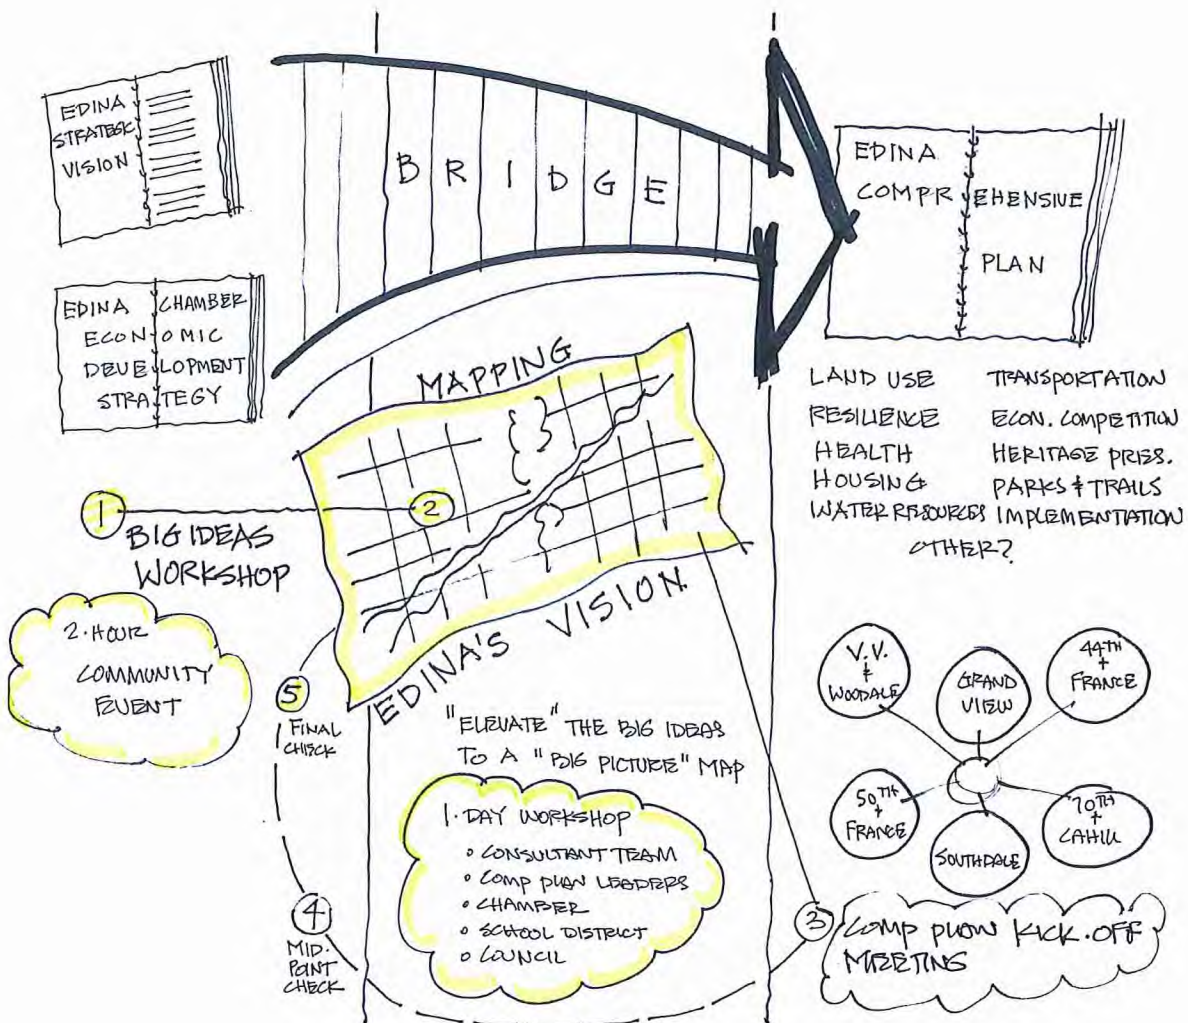 EDINA
STRATEGIC
VISION
EDINA CHAMBER
ECONOMIC
DEVELOPMENT
STRATEGY
BRIDGE
EDINA
COMPREHENSIVE
PLAN
LAND USE
RESILIENCE
HEALTH
HOUSING
WATER RESOURCES
TRANSPORTATION
ECON. COMPETITION
HERITAGE PRES.
PARKS & TRAILS
IMPLEMENTATION
OTHER?
MAPPING
EDINA'S VISION
1
BIG IDEAS
WORKSHOP
2
2·HOUR
COMMUNITY
EVENT
5
FINAL
CHECK
4
MID·
POINT
CHECK
"ELEVATE" THE BIG IDEAS
TO A "BIG PICTURE" MAP
1·DAY WORKSHOP
• CONSULTANT TEAM
• COMP PLAN LEADERS
• CHAMBER
• SCHOOL DISTRICT
• COUNCIL
V.V.
&
WOODALE
GRAND
VIEW
44TH
+
FRANCE
50TH
+
FRANCE
SOUTHDALE
70TH
+
CAHILL
3
COMP PLAN KICK·OFF
MEETING